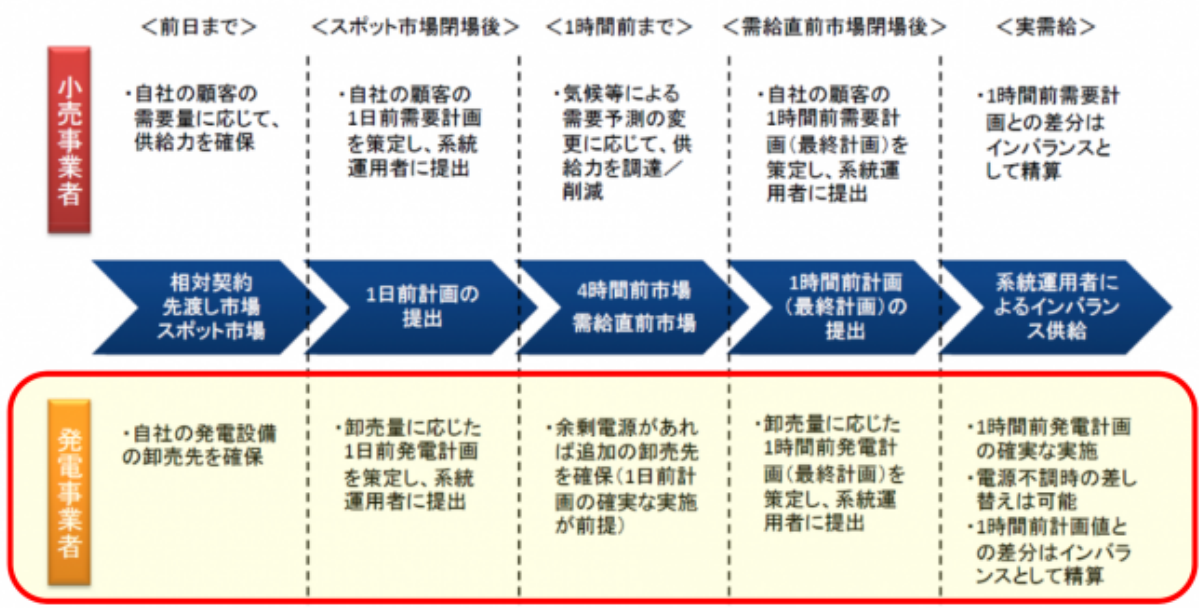 ＜前日まで＞
＜スポット市場閉場後＞
＜1時間前まで＞
＜需給直前市場閉場後＞
＜実需給＞
小売事業者
・自社の顧客の
需要量に応じて、
供給力を確保
・自社の顧客の
1日前需要計画
を策定し、系統
運用者に提出
・気候等による
需要予測の変
更に応じて、供
給力を調達／
削減
・自社の顧客の
1時間前需要計
画（最終計画）を
策定し、系統運
用者に提出
・1時間前需要計
画との差分は
インバランスと
して精算
相対契約
先渡し市場
スポット市場
1日前計画の
提出
4時間前市場
需給直前市場
1時間前計画
（最終計画）の
提出
系統運用者に
よるインバラン
ス供給
発電事業者
・自社の発電設備
の卸売先を確保
・卸売量に応じた
1日前発電計画
を策定し、系統
運用者に提出
・余剰電源があれ
ば追加の卸売先
を確保（1日前計
画の確実な実施
が前提）
・卸売量に応じた
1時間前発電計
画（最終計画）を
策定し、系統運
用者に提出
・1時間前発電計画
の確実な実施
・電源不調時の差し
替えは可能
・1時間前計画値と
の差分はインバラ
ンスとして精算